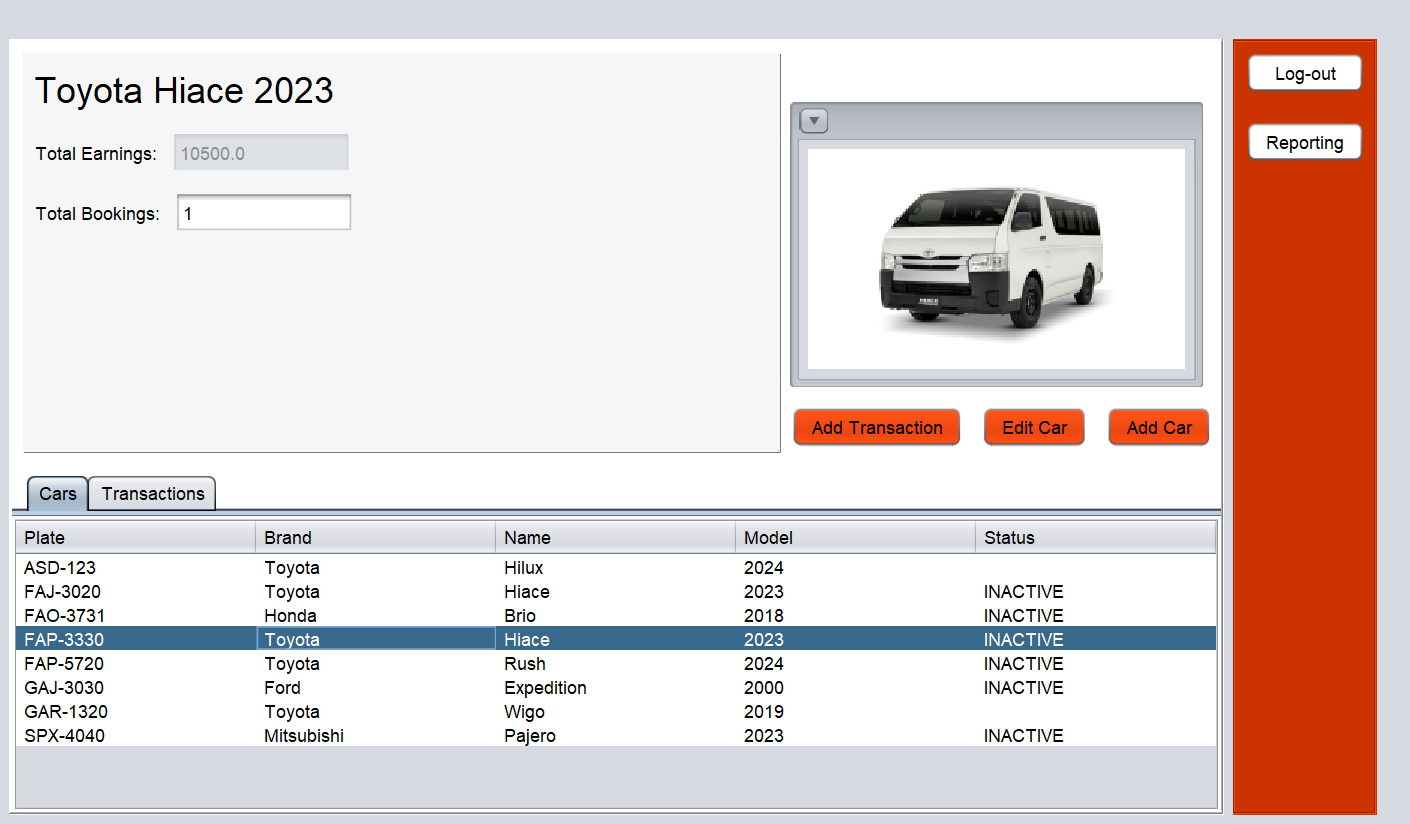 Toyota Hiace 2023
Total Earnings: 10500.0
Total Bookings: 1
Log-out
Reporting
Add Transaction Edit Car Add Car
Cars Transactions
Plate Brand Name Model Status
ASD-123 Toyota Hilux 2024
FAJ-3020 Toyota Hiace 2023 INACTIVE
FAO-3731 Honda Brio 2018 INACTIVE
FAP-3330 Toyota Hiace 2023 INACTIVE
FAP-5720 Toyota Rush 2024 INACTIVE
GAJ-3030 Ford Expedition 2000 INACTIVE
GAR-1320 Toyota Wigo 2019
SPX-4040 Mitsubishi Pajero 2023 INACTIVE